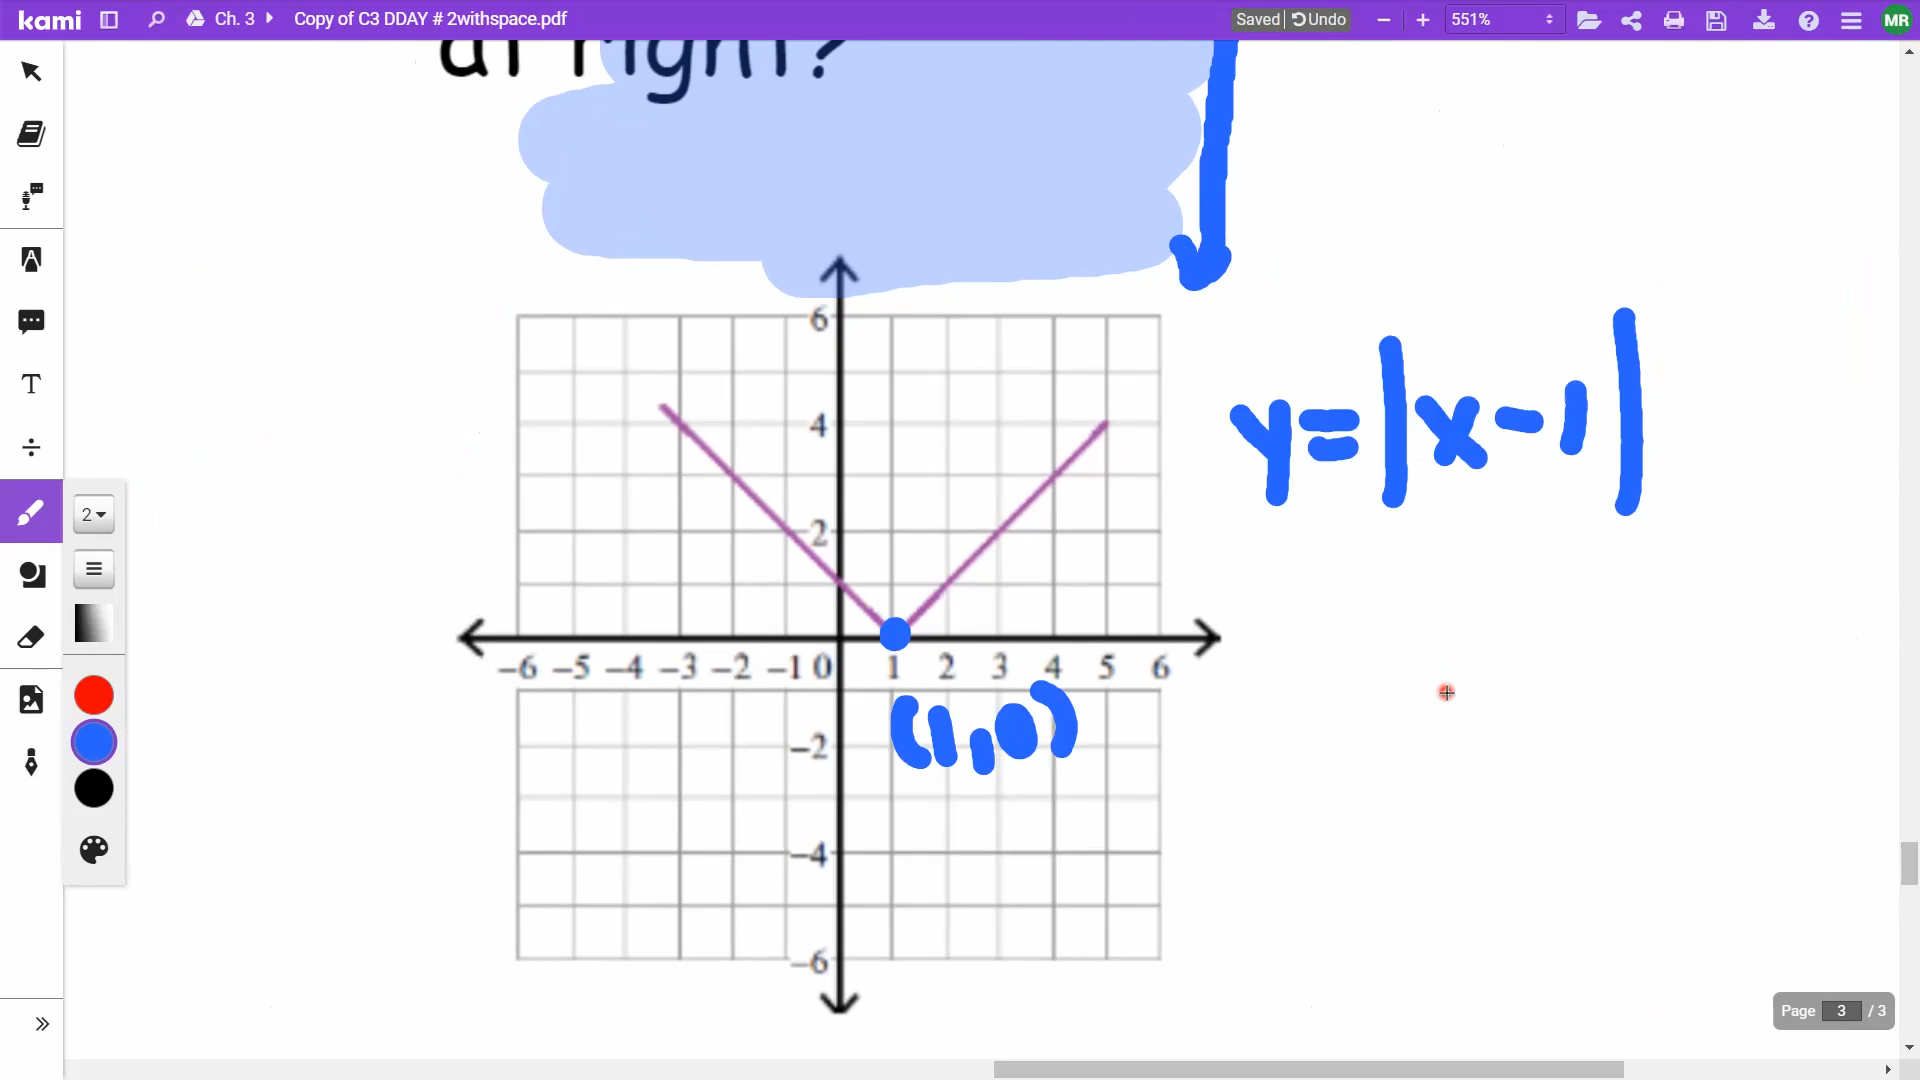 kami Ch. 3 Copy of C3 DDAY # 2withspace.pdf Saved Undo 551% MR
at right?
y=|x-1|
6
4
2
-6 -5 -4 -3 -2 -1 0 1 2 3 4 5 6
(1,0)
-2
-4
-6
2
T
Page 3 / 3